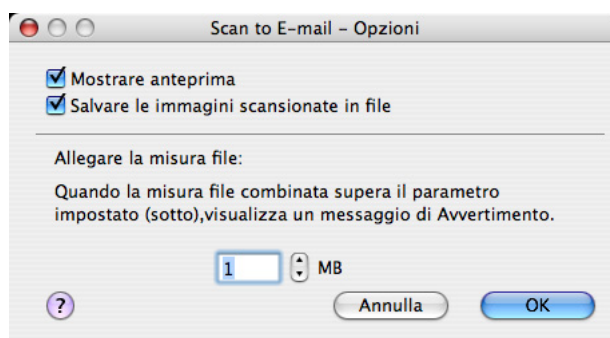 Scan to E-mail – Opzioni
Mostrare anteprima
Salvare le immagini scansionate in file
Allegare la misura file:
Quando la misura file combinata supera il parametro
impostato (sotto),visualizza un messaggio di Avvertimento.
1 MB
? Annulla OK